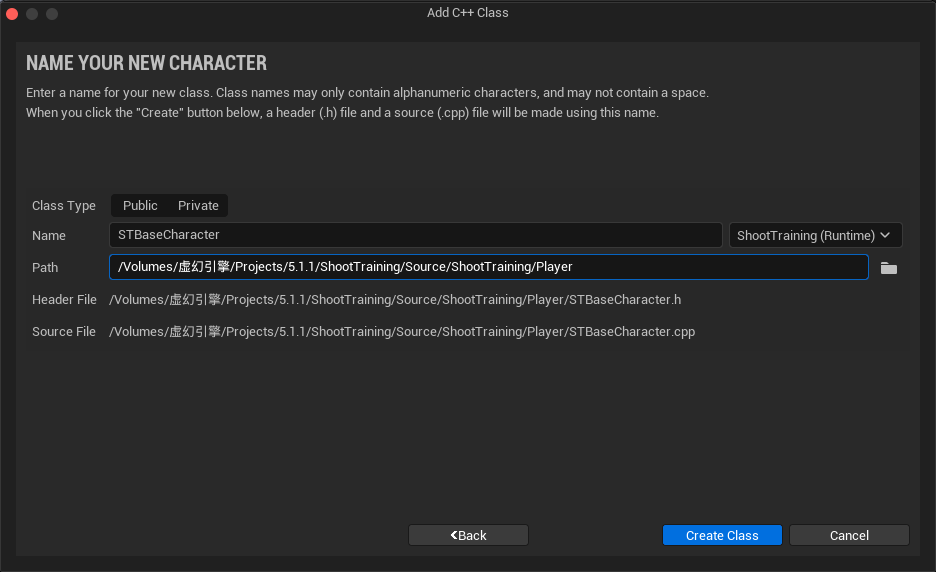 Add C++ Class
NAME YOUR NEW CHARACTER
Enter a name for your new class. Class names may only contain alphanumeric characters, and may not contain a space.
When you click the "Create" button below, a header (.h) file and a source (.cpp) file will be made using this name.
Class Type Public Private
Name STBaseCharacter ShootTraining (Runtime)
Path /Volumes/虚幻引擎/Projects/5.1.1/ShootTraining/Source/ShootTraining/Player
Header File /Volumes/虚幻引擎/Projects/5.1.1/ShootTraining/Source/ShootTraining/Player/STBaseCharacter.h
Source File /Volumes/虚幻引擎/Projects/5.1.1/ShootTraining/Source/ShootTraining/Player/STBaseCharacter.cpp
Back Create Class Cancel